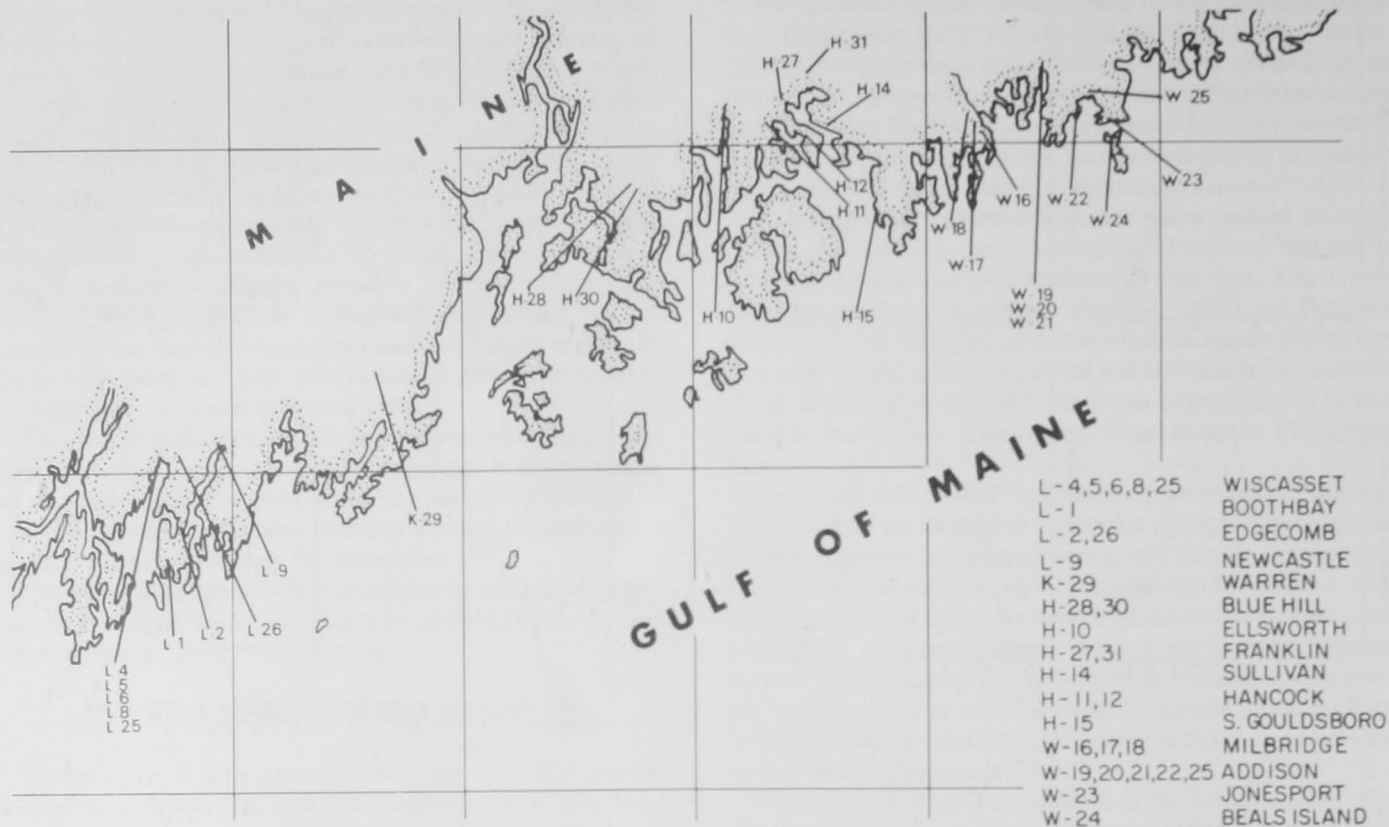 MAINE
H-31
H-27
H-14
W-25
H-12
W-23
H-11
W-16
W-22
W-24
W-18
W-17
H-28
H-30
H-10
H-15
W-19
W-20
W-21
K-29
L-9
L-1
L-2
L-26
L-4
L-5
L-6
L-8
L-25
GULF OF MAINE
L-4,5,6,8,25 WISCASSET
L-1 BOOTHBAY
L-2,26 EDGECOMB
L-9 NEWCASTLE
K-29 WARREN
H-28,30 BLUE HILL
H-10 ELLSWORTH
H-27,31 FRANKLIN
H-14 SULLIVAN
H-11,12 HANCOCK
H-15 S. GOULDSBORO
W-16,17,18 MILBRIDGE
W-19,20,21,22,25 ADDISON
W-23 JONESPORT
W-24 BEALS ISLAND